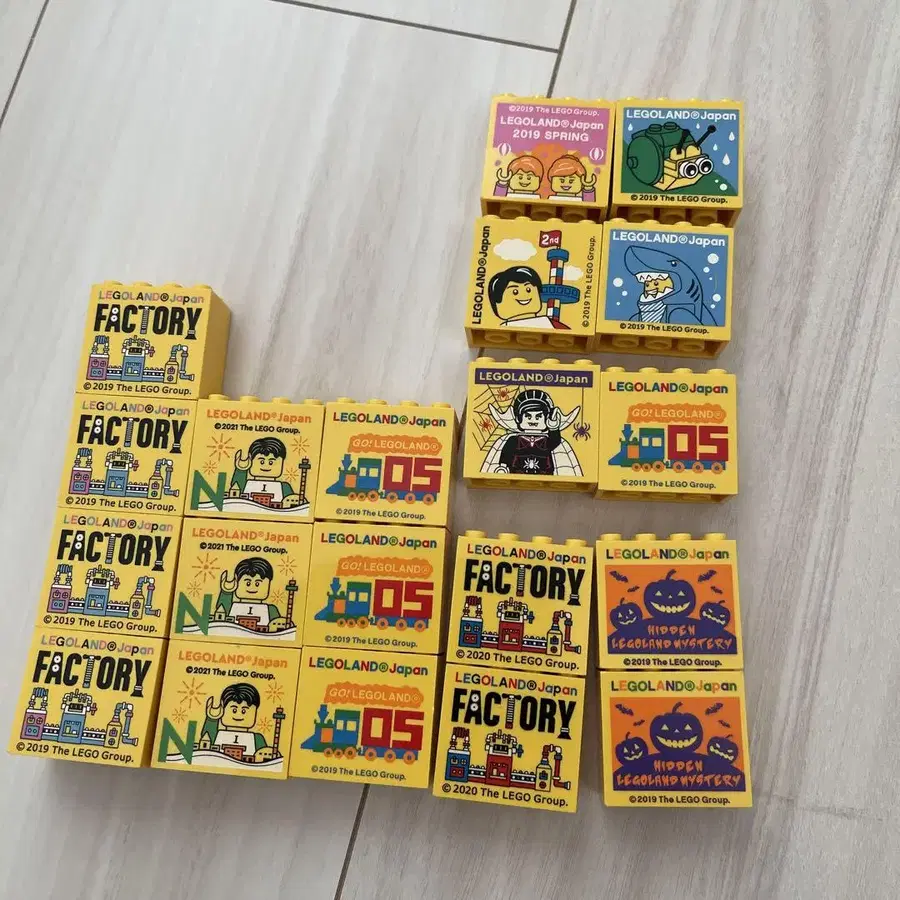 ©2019 The LEGO Group.
LEGOLAND®Japan
2019 SPRING
LEGOLAND®Japan
©2019 The LEGO Group.
LEGOLAND®Japan
2nd
©2019 The LEGO Group.
LEGOLAND®Japan
©2019 The LEGO Group.
LEGOLAND®Japan
LEGOLAND®Japan
GO! LEGOLAND®
05
©2019 The LEGO Group.
LEGOLAND®Japan
FACTORY
©2019 The LEGO Group.
LEGOLAND®Japan
FACTORY
©2019 The LEGO Group.
LEGOLAND®Japan
©2021 The LEGO Group.
N
I
LEGOLAND®Japan
GO! LEGOLAND®
05
©2019 The LEGO Group.
LEGOLAND®Japan
FACTORY
©2019 The LEGO Group.
LEGOLAND®Japan
©2021 The LEGO Group.
N
I
LEGOLAND®Japan
GO! LEGOLAND®
05
©2019 The LEGO Group.
LEGOLAND®Japan
FACTORY
©2020 The LEGO Group.
LEGOLAND®Japan
HIDDEN
LEGOLAND MYSTERY
©2019 The LEGO Group.
LEGOLAND®Japan
FACTORY
©2019 The LEGO Group.
LEGOLAND®Japan
©2021 The LEGO Group.
N
I
LEGOLAND®Japan
GO! LEGOLAND®
05
©2019 The LEGO Group.
LEGOLAND®Japan
FACTORY
©2020 The LEGO Group.
LEGOLAND®Japan
HIDDEN
LEGOLAND MYSTERY
©2019 The LEGO Group.